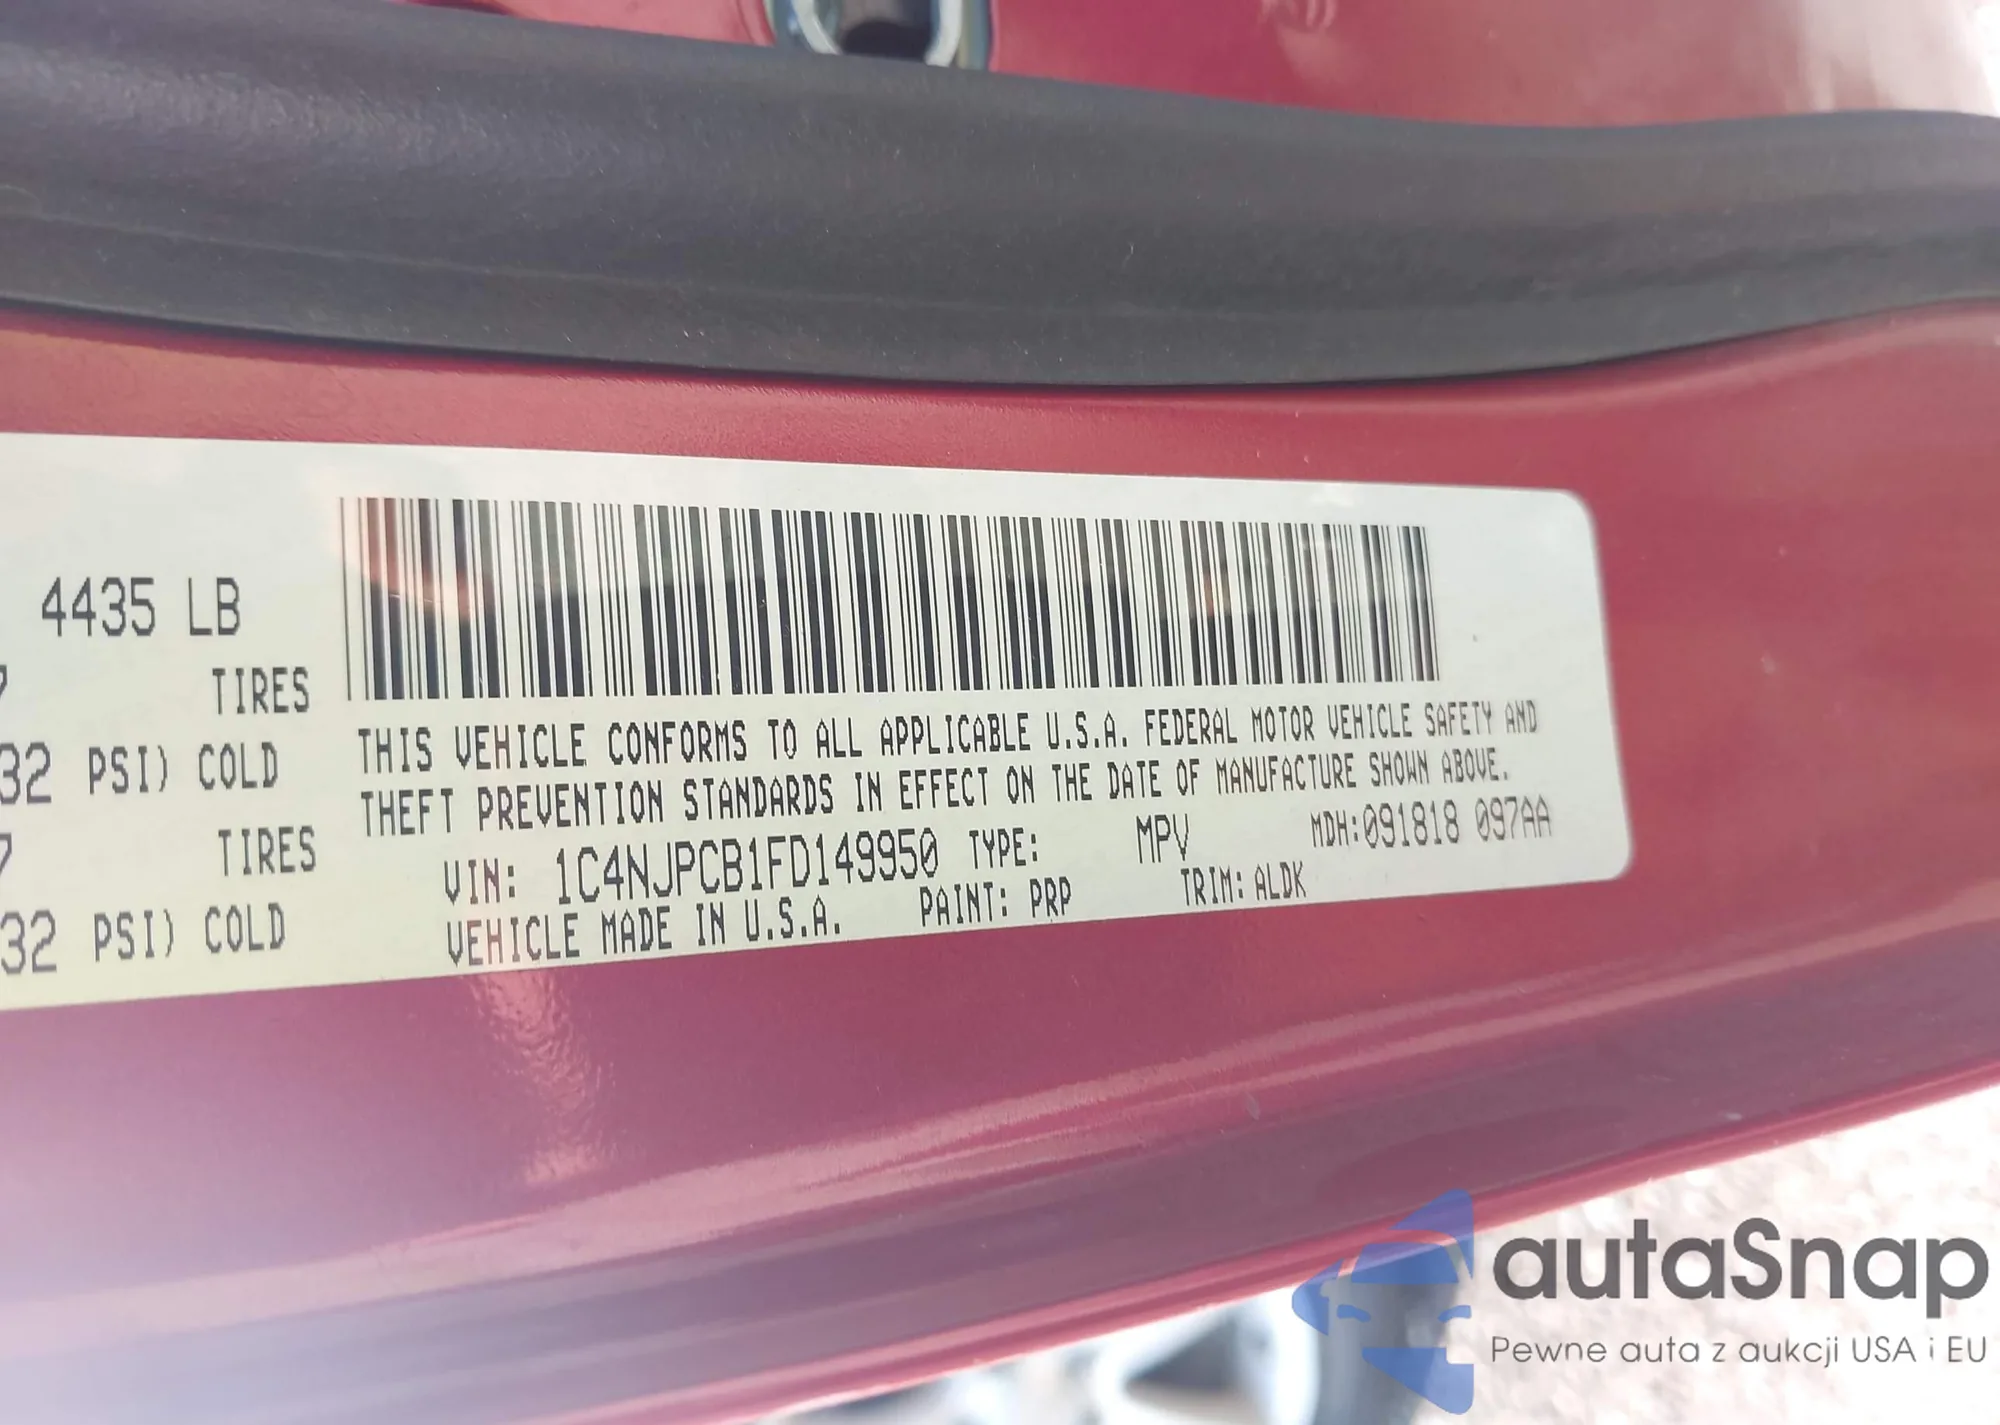 4435 LB
7 TIRES
32 PSI) COLD
7 TIRES
32 PSI) COLD
THIS VEHICLE CONFORMS TO ALL APPLICABLE U.S.A. FEDERAL MOTOR VEHICLE SAFETY AND
THEFT PREVENTION STANDARDS IN EFFECT ON THE DATE OF MANUFACTURE SHOWN ABOVE.
VIN: 1C4NJPCB1FD149950 TYPE: MPV MDH:091818 097AA
VEHICLE MADE IN U.S.A. PAINT: PRP TRIM: ALDK
autaSnap
Pewne auta z aukcji USA i EU